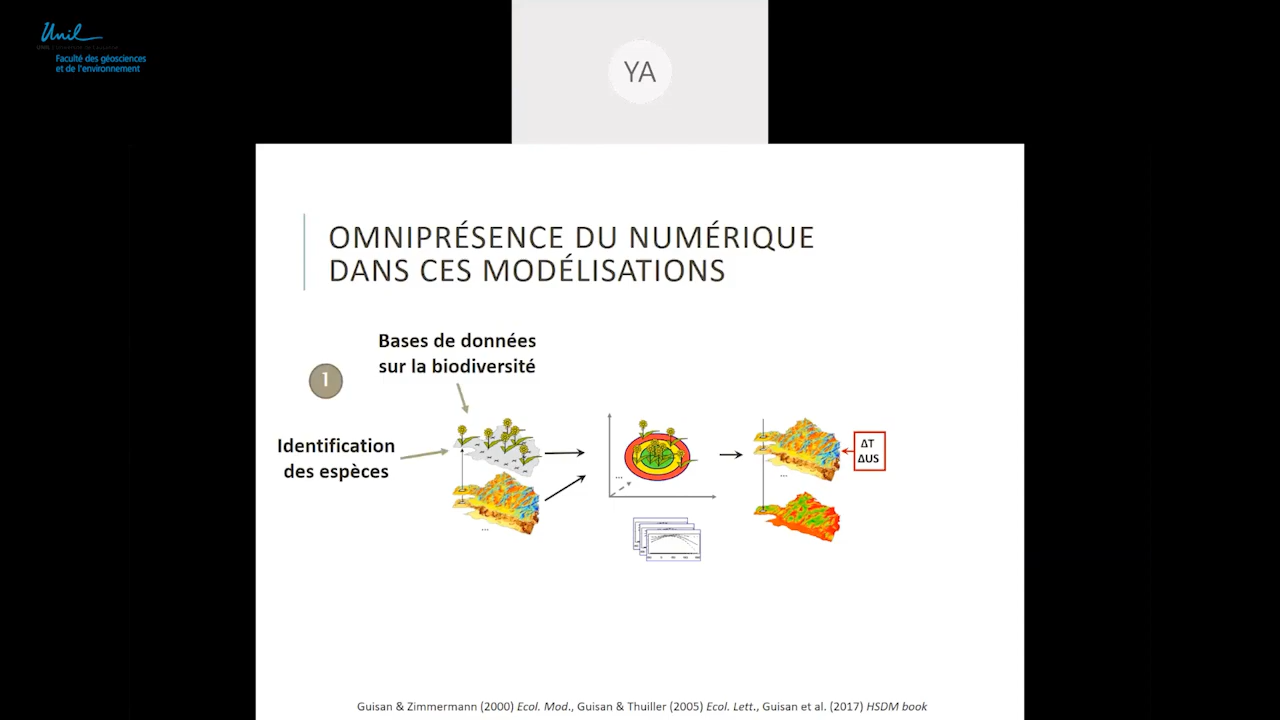 Unil
Faculté des géosciences
et de l'environnement
YA
OMNIPRÉSENCE DU NUMÉRIQUE
DANS CES MODÉLISATIONS
Bases de données
sur la biodiversité
1
Identification
des espèces
ΔT
ΔUS
...
...
...
Guisan & Zimmermann (2000) Ecol. Mod., Guisan & Thuiller (2005) Ecol. Lett., Guisan et al. (2017) HSDM book